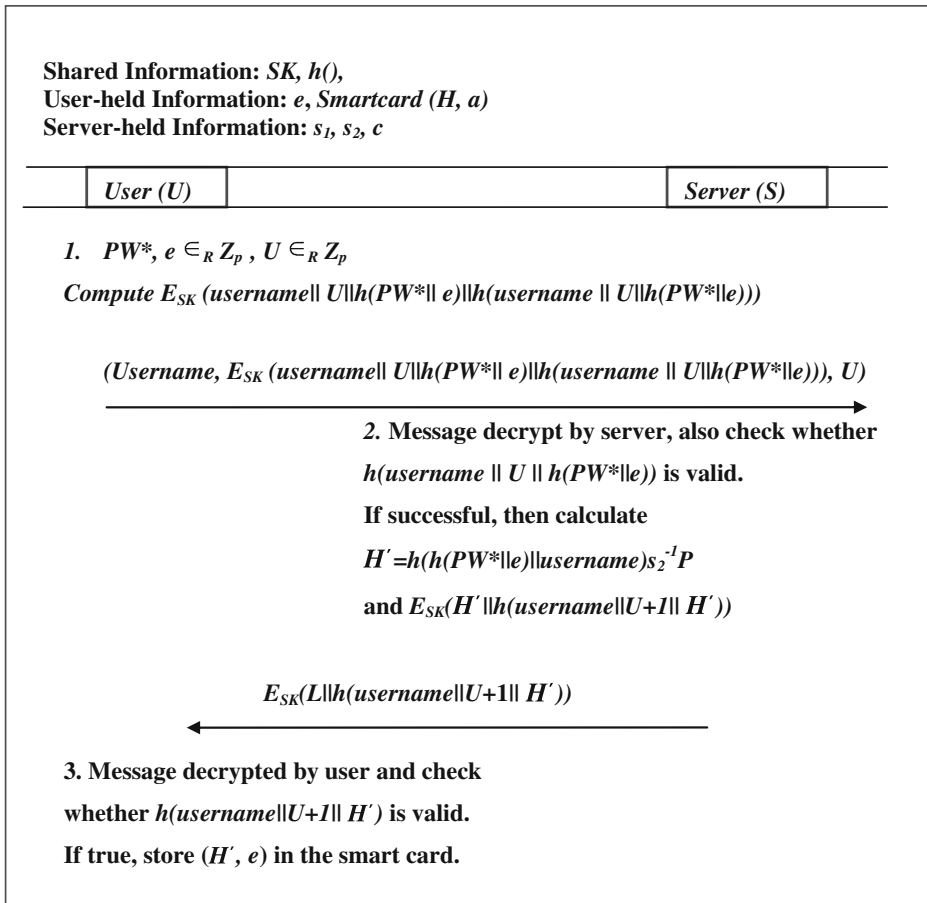 Shared Information: SK, h(),
User-held Information: e, Smartcard (H, a)
Server-held Information: s₁, s₂, c
User (U)
Server (S)
1. PW*, e ∈R Zp , U ∈R Zp
Compute ESK (username|| U||h(PW*|| e)||h(username || U||h(PW*||e)))
(Username, ESK (username|| U||h(PW*|| e)||h(username || U||h(PW*||e))), U)
2. Message decrypt by server, also check whether
h(username || U || h(PW*||e)) is valid.
If successful, then calculate
H′=h(h(PW*||e)||username)s₂⁻¹P
and ESK(H′||h(username||U+1|| H′))
ESK(L||h(username||U+1|| H′))
3. Message decrypted by user and check
whether h(username||U+1|| H′) is valid.
If true, store (H′, e) in the smart card.